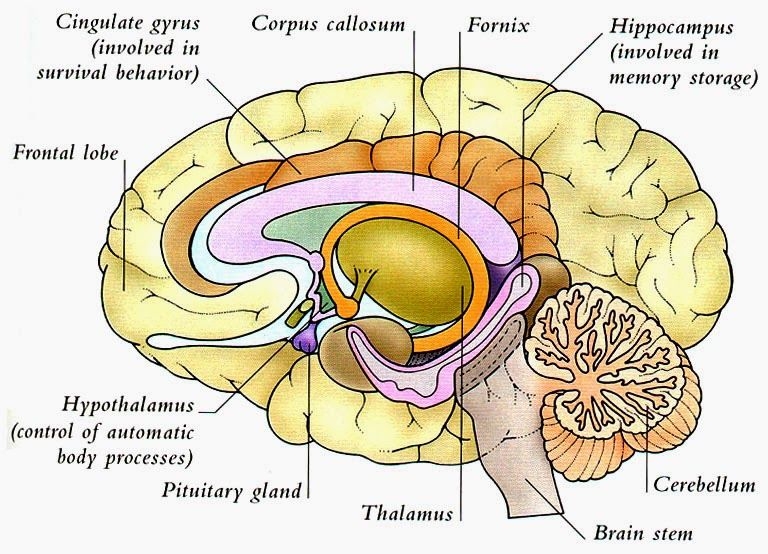 Cingulate gyrus
(involved in
survival behavior)
Corpus callosum
Fornix
Hippocampus
(involved in
memory storage)
Frontal lobe
Hypothalamus
(control of automatic
body processes)
Pituitary gland
Thalamus
Cerebellum
Brain stem